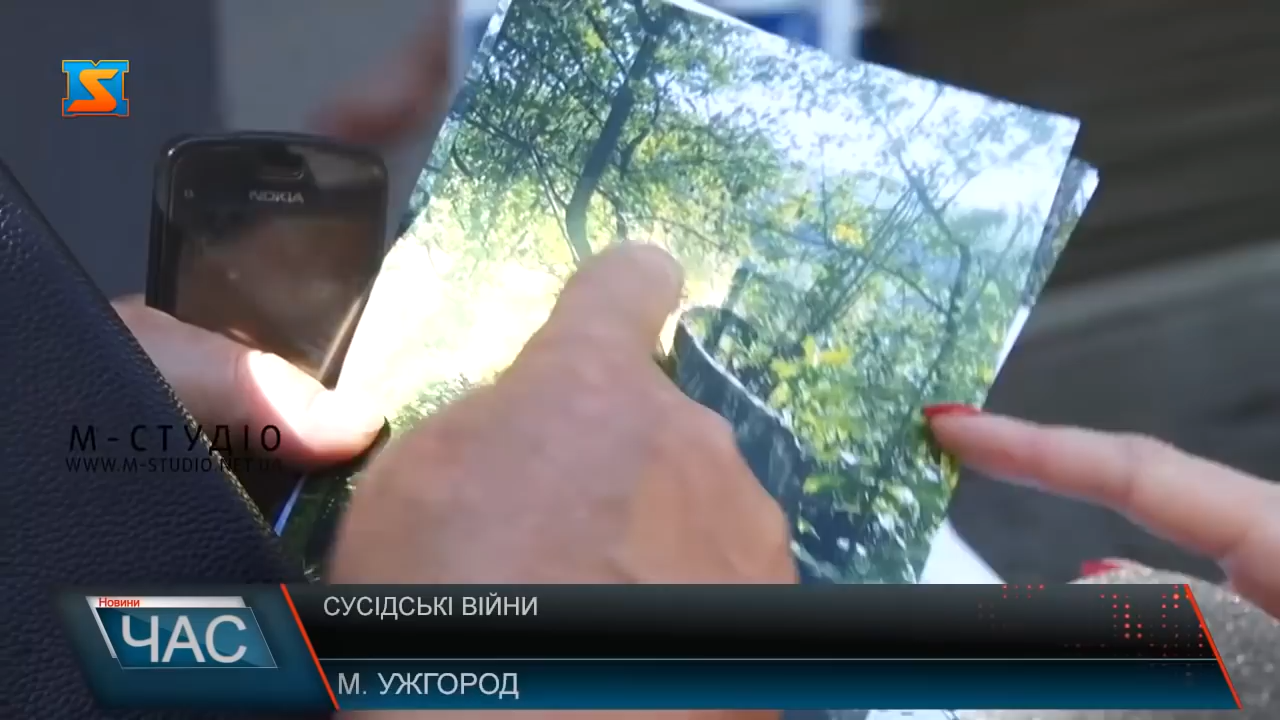 NOKIA
М-СТУДІО
WWW.M-STUDIO.NET.UA
Новини
ЧАС
СУСІДСЬКІ ВІЙНИ
М. УЖГОРОД